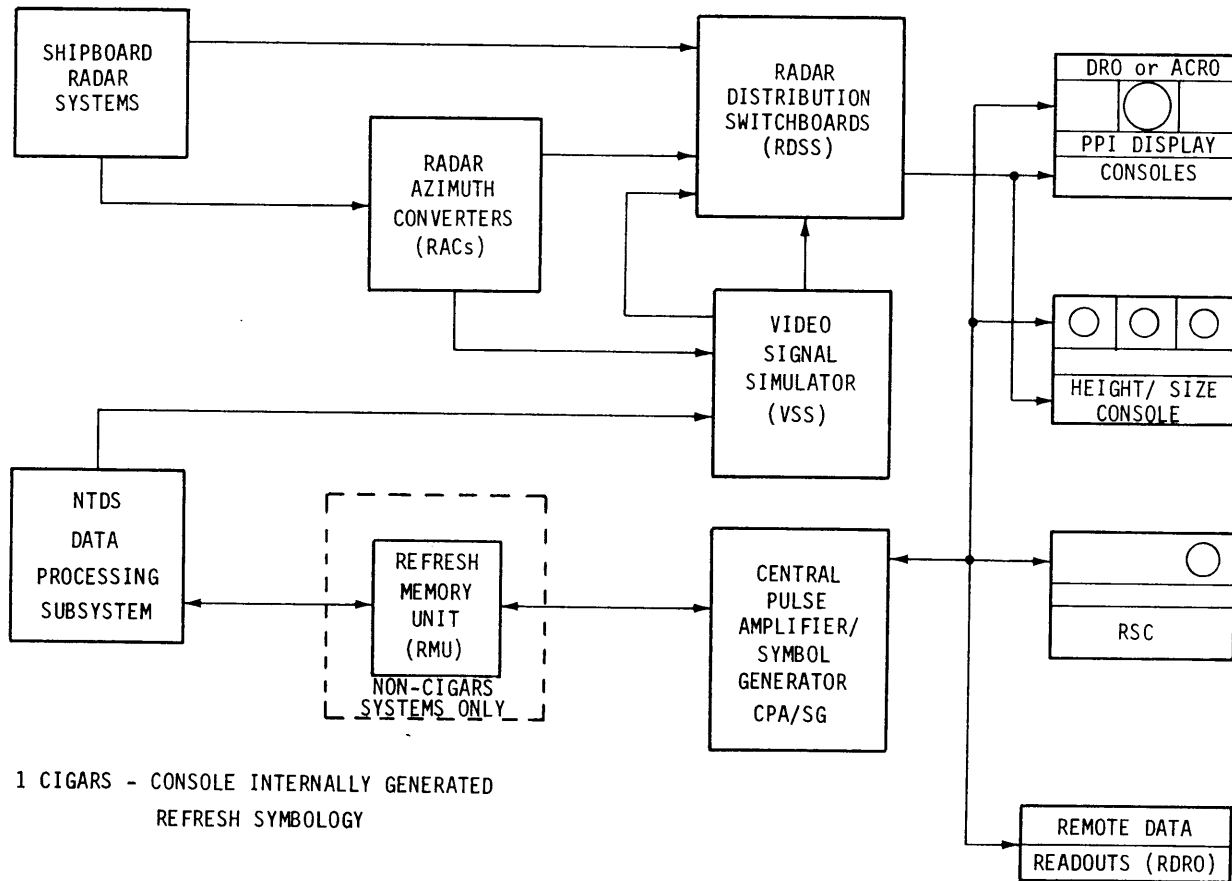 SHIPBOARD
RADAR
SYSTEMS
RADAR
DISTRIBUTION
SWITCHBOARDS
(RDSS)
DRO or ACRO
PPI DISPLAY
CONSOLES
RADAR
AZIMUTH
CONVERTERS
(RACs)
VIDEO
SIGNAL
SIMULATOR
(VSS)
HEIGHT/ SIZE
CONSOLE
NTDS
DATA
PROCESSING
SUBSYSTEM
REFRESH
MEMORY
UNIT
(RMU)
NON-CIGARS
SYSTEMS ONLY
CENTRAL
PULSE
AMPLIFIER/
SYMBOL
GENERATOR
CPA/SG
RSC
REMOTE DATA
READOUTS (RDRO)
1 CIGARS - CONSOLE INTERNALLY GENERATED
REFRESH SYMBOLOGY